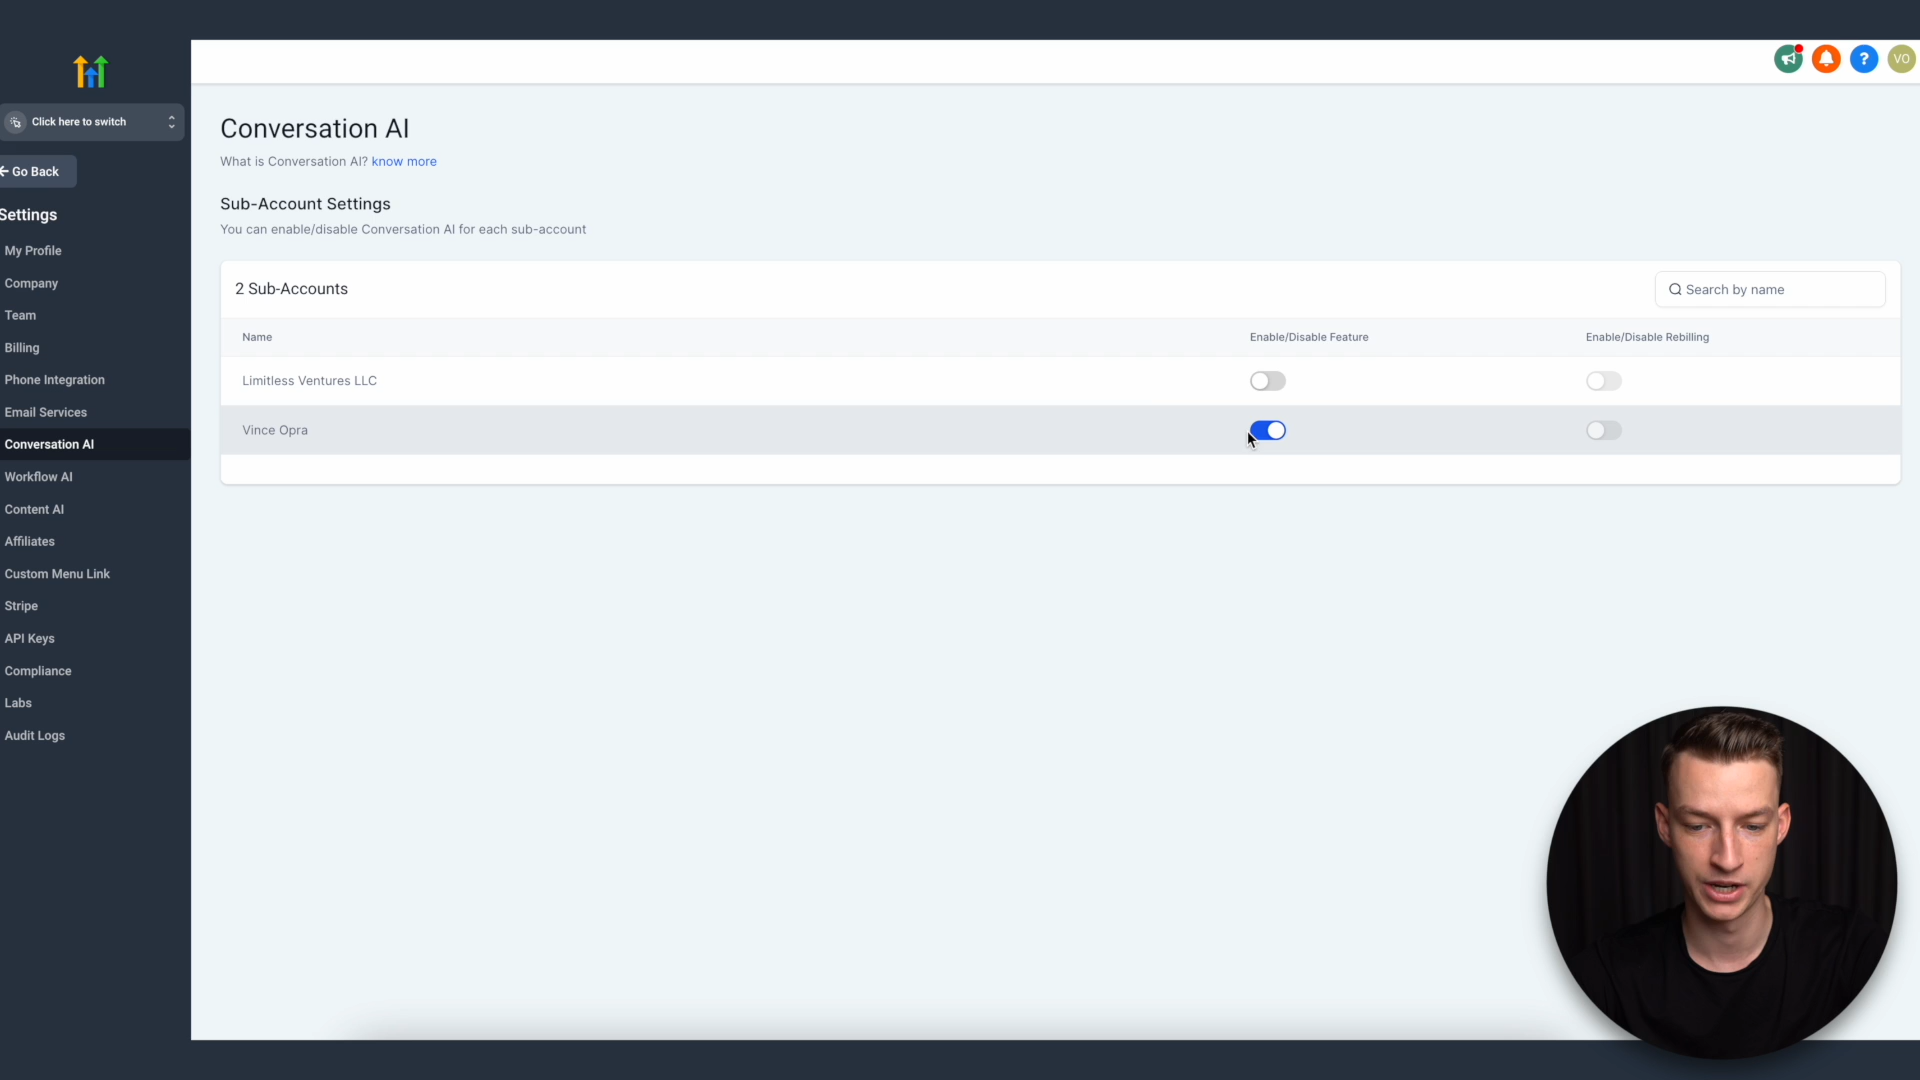 VO
Click here to switch
Go Back
Settings
My Profile
Company
Team
Billing
Phone Integration
Email Services
Conversation AI
Workflow AI
Content AI
Affiliates
Custom Menu Link
Stripe
API Keys
Compliance
Labs
Audit Logs
Conversation AI
What is Conversation AI? know more
Sub-Account Settings
You can enable/disable Conversation AI for each sub-account
2 Sub-Accounts
Search by name
Name Enable/Disable Feature Enable/Disable Rebilling
Limitless Ventures LLC
Vince Opra